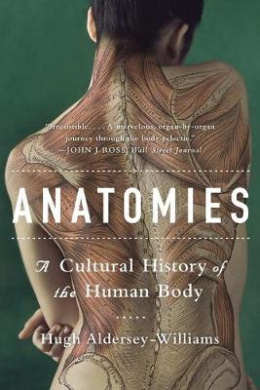 "Irresistible. . . . A marvelous, organ-by-organ
journey through the body eclectic."
—JOHN J. ROSS, Wall Street Journal
ANATOMIES
A Cultural History of
the Human Body
Hugh Aldersey-Williams